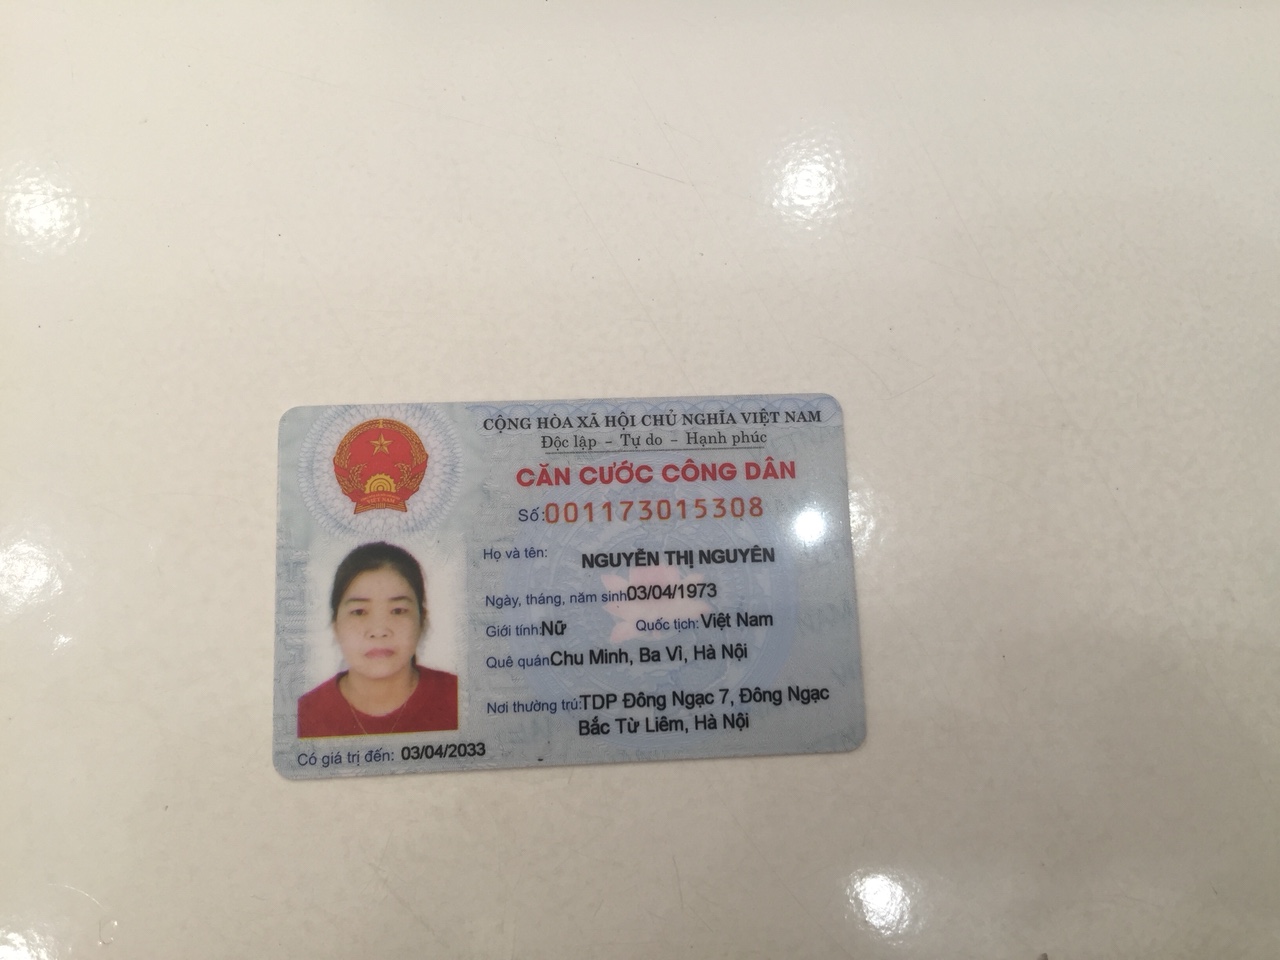 CỘNG HÒA XÃ HỘI CHỦ NGHĨA VIỆT NAM
Độc lập – Tự do – Hạnh phúc
CĂN CƯỚC CÔNG DÂN
Số: 001173015308
Họ và tên: NGUYỄN THỊ NGUYÊN
Ngày, tháng, năm sinh 03/04/1973
Giới tính: Nữ Quốc tịch: Việt Nam
Quê quán Chu Minh, Ba Vì, Hà Nội
Nơi thường trú: TDP Đông Ngạc 7, Đông Ngạc
Bắc Từ Liêm, Hà Nội
Có giá trị đến: 03/04/2033
VIỆT NAM